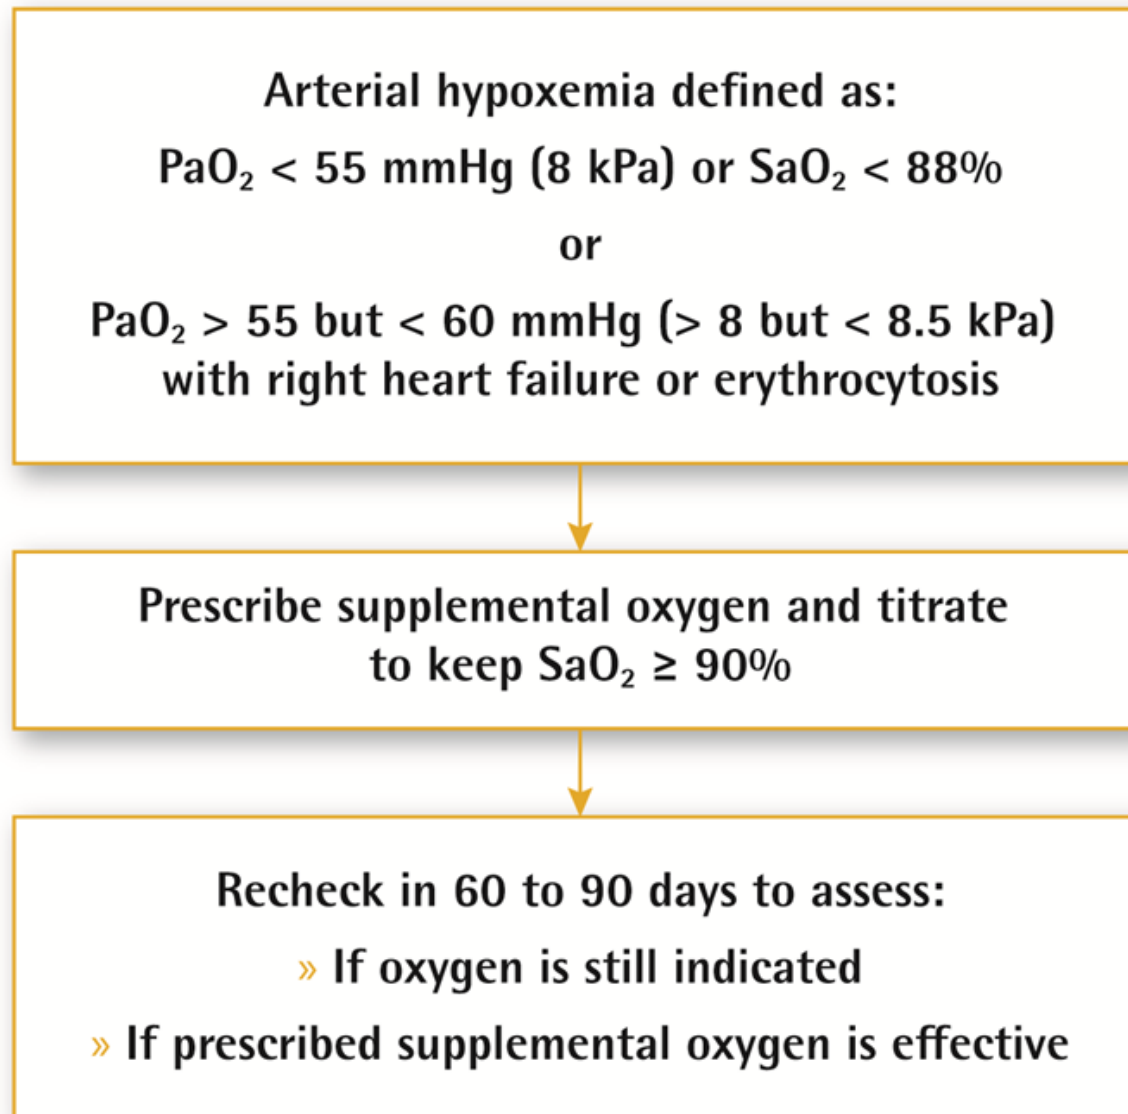 Arterial hypoxemia defined as:
PaO₂ < 55 mmHg (8 kPa) or SaO₂ < 88%
or
PaO₂ > 55 but < 60 mmHg (> 8 but < 8.5 kPa)
with right heart failure or erythrocytosis
Prescribe supplemental oxygen and titrate
to keep SaO₂ ≥ 90%
Recheck in 60 to 90 days to assess:
» If oxygen is still indicated
» If prescribed supplemental oxygen is effective